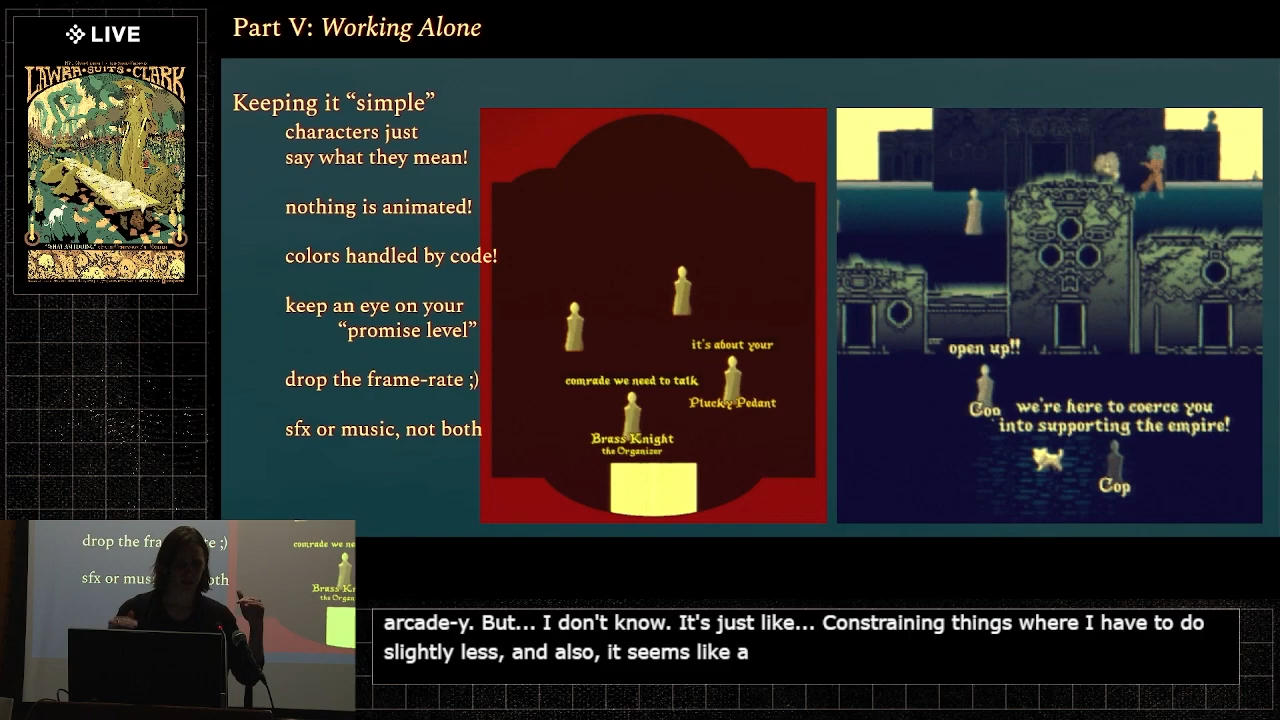 LIVE
LAWRA·SUITS·CLARK
Part V: Working Alone
Keeping it “simple”
characters just
say what they mean!
nothing is animated!
colors handled by code!
keep an eye on your
“promise level”
drop the frame-rate ;)
sfx or music, not both
it's about your
comrade we need to talk
Plucky Pedant
Brass Knight
the Organizer
open up!!
Cop
we're here to coerce you
into supporting the empire!
Cop
drop the fra ;)
sfx or mus oth
comrade we ne
Brass Kn
the Organ
arcade-y. But... I don't know. It's just like... Constraining things where I have to do
slightly less, and also, it seems like a